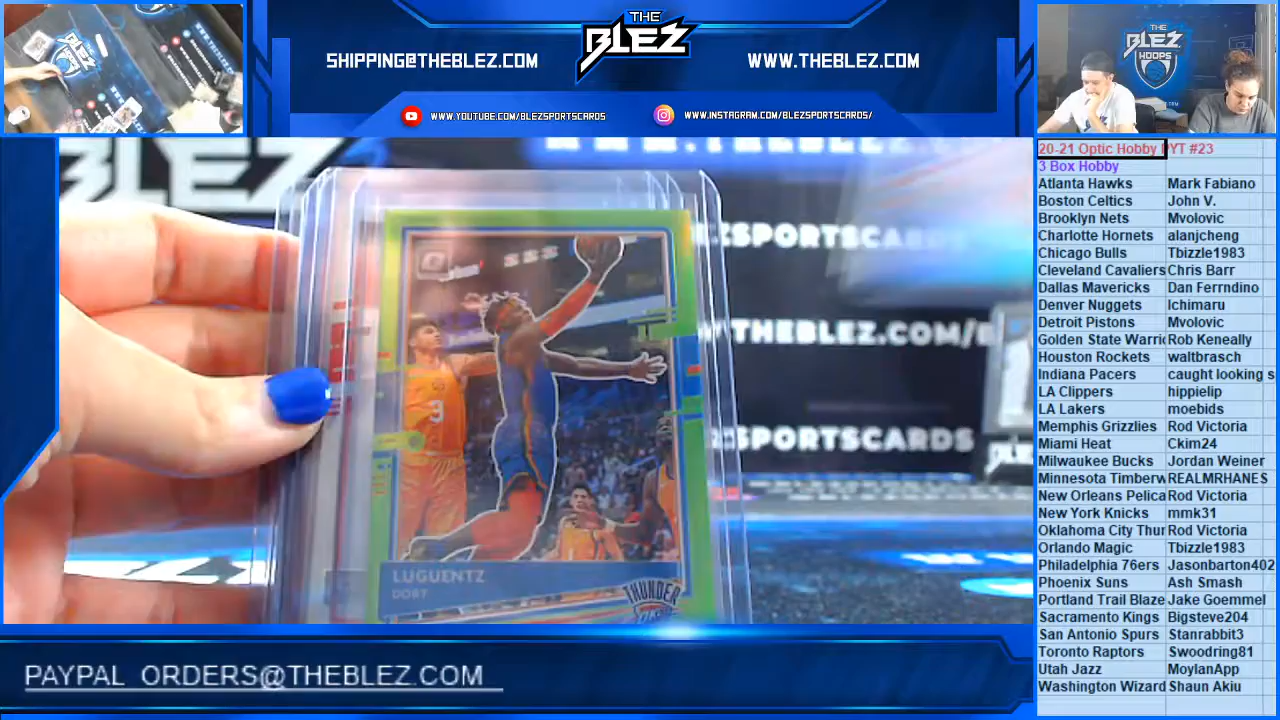 THE
BLEZ
SHIPPING@THEBLEZ.COM
WWW.THEBLEZ.COM
WWW.YOUTUBE.COM/BLEZSPORTSCARDS
WWW.INSTAGRAM.COM/BLEZSPORTSCARDS/
THE
BLEZ
HOOPS
BLEZ
ZSPORTSCARDS
THEBLEZ.COM/B
ZSPORTSCARDS
9
LUGUENTZ
DORT
THUNDER
PAYPAL ORDERS@THEBLEZ.COM
20-21 Optic Hobby PYT #23
3 Box Hobby
Atlanta Hawks Mark Fabiano
Boston Celtics John V.
Brooklyn Nets Mvolovic
Charlotte Hornets alanjcheng
Chicago Bulls Tbizzle1983
Cleveland Cavaliers Chris Barr
Dallas Mavericks Dan Ferrndino
Denver Nuggets Ichimaru
Detroit Pistons Mvolovic
Golden State Warri Rob Keneally
Houston Rockets waltbrasch
Indiana Pacers caught looking s
LA Clippers hippielip
LA Lakers moebids
Memphis Grizzlies Rod Victoria
Miami Heat Ckim24
Milwaukee Bucks Jordan Weiner
Minnesota Timberw REALMRHANES
New Orleans Pelica Rod Victoria
New York Knicks mmk31
Oklahoma City Thur Rod Victoria
Orlando Magic Tbizzle1983
Philadelphia 76ers Jasonbarton402
Phoenix Suns Ash Smash
Portland Trail Blaze Jake Goemmel
Sacramento Kings Bigsteve204
San Antonio Spurs Stanrabbit3
Toronto Raptors Swoodring81
Utah Jazz MoylanApp
Washington Wizard Shaun Akiu